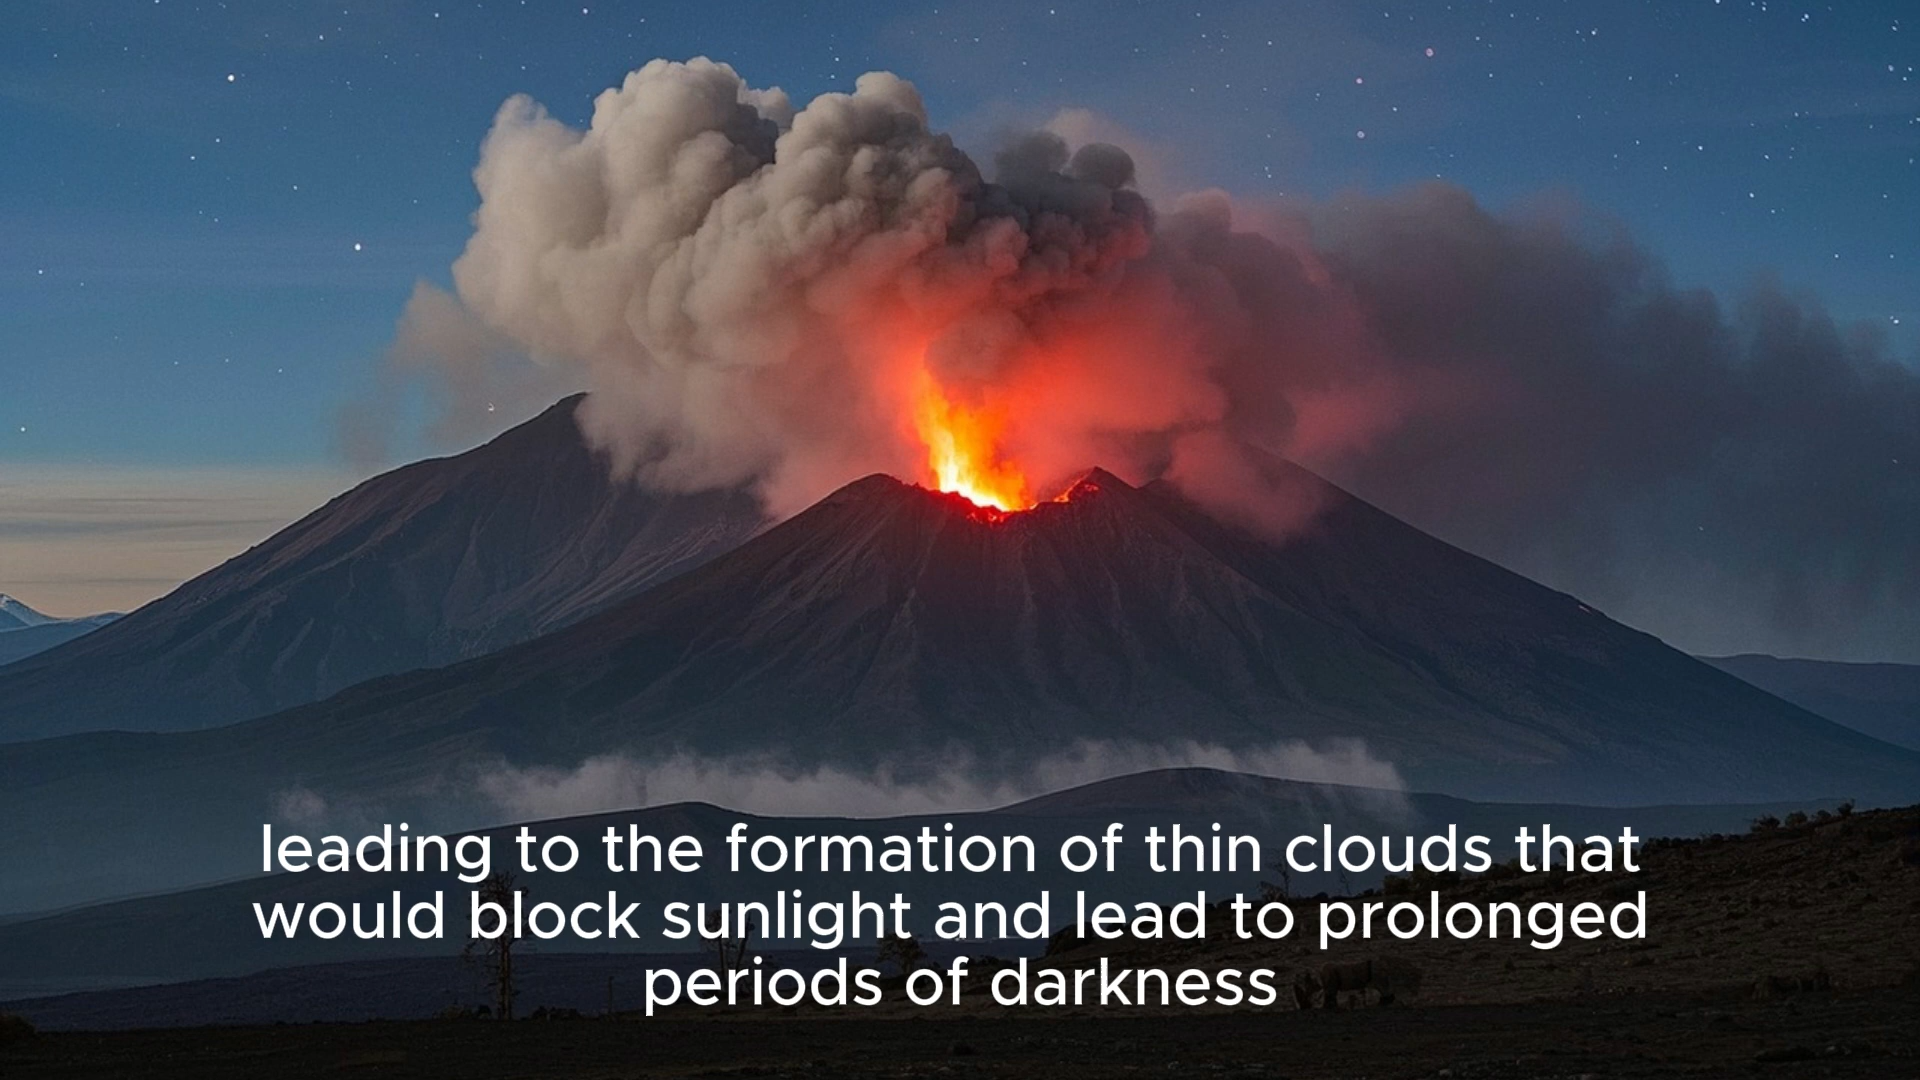 leading to the formation of thin clouds that
would block sunlight and lead to prolonged
periods of darkness